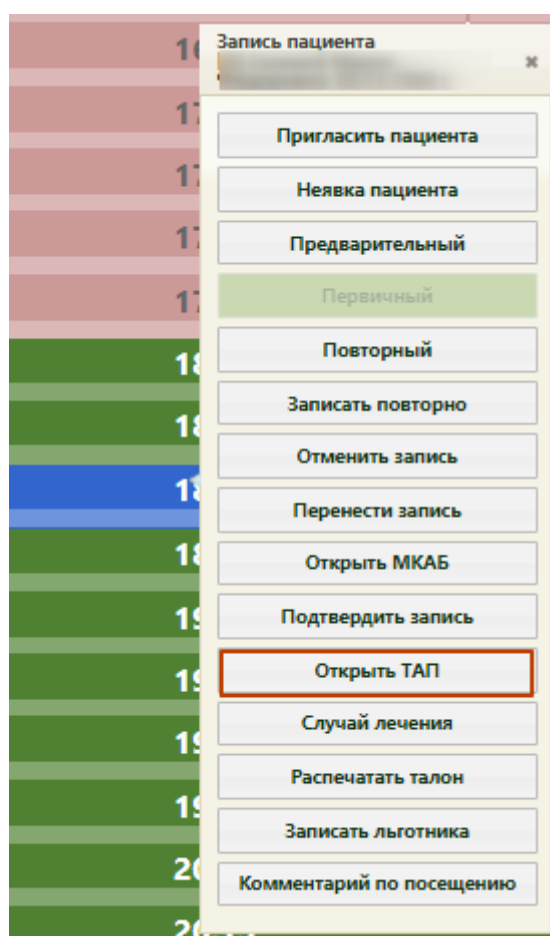 Запись пациента
Пригласить пациента
Неявка пациента
Предварительный
Первичный
Повторный
Записать повторно
Отменить запись
Перенести запись
Открыть МКАБ
Подтвердить запись
Открыть ТАП
Случай лечения
Распечатать талон
Записать льготника
Комментарий по посещению